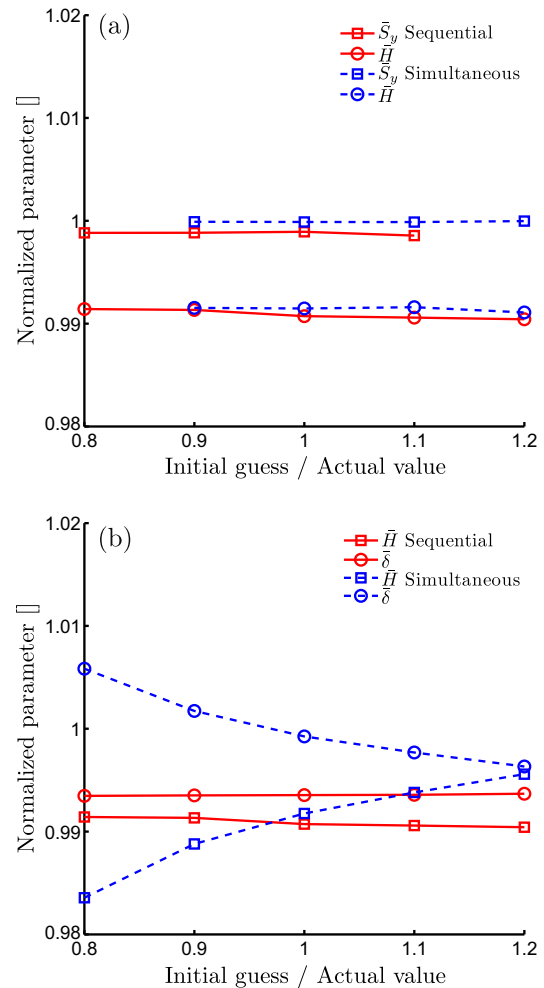 (a)
S̄y Sequential
H̄
S̄y Simultaneous
H̄
1.02
1.01
1
0.99
0.98
Normalized parameter []
0.8 0.9 1 1.1 1.2
Initial guess / Actual value
(b)
H̄ Sequential
δ̄
H̄ Simultaneous
δ̄
1.02
1.01
1
0.99
0.98
Normalized parameter []
0.8 0.9 1 1.1 1.2
Initial guess / Actual value